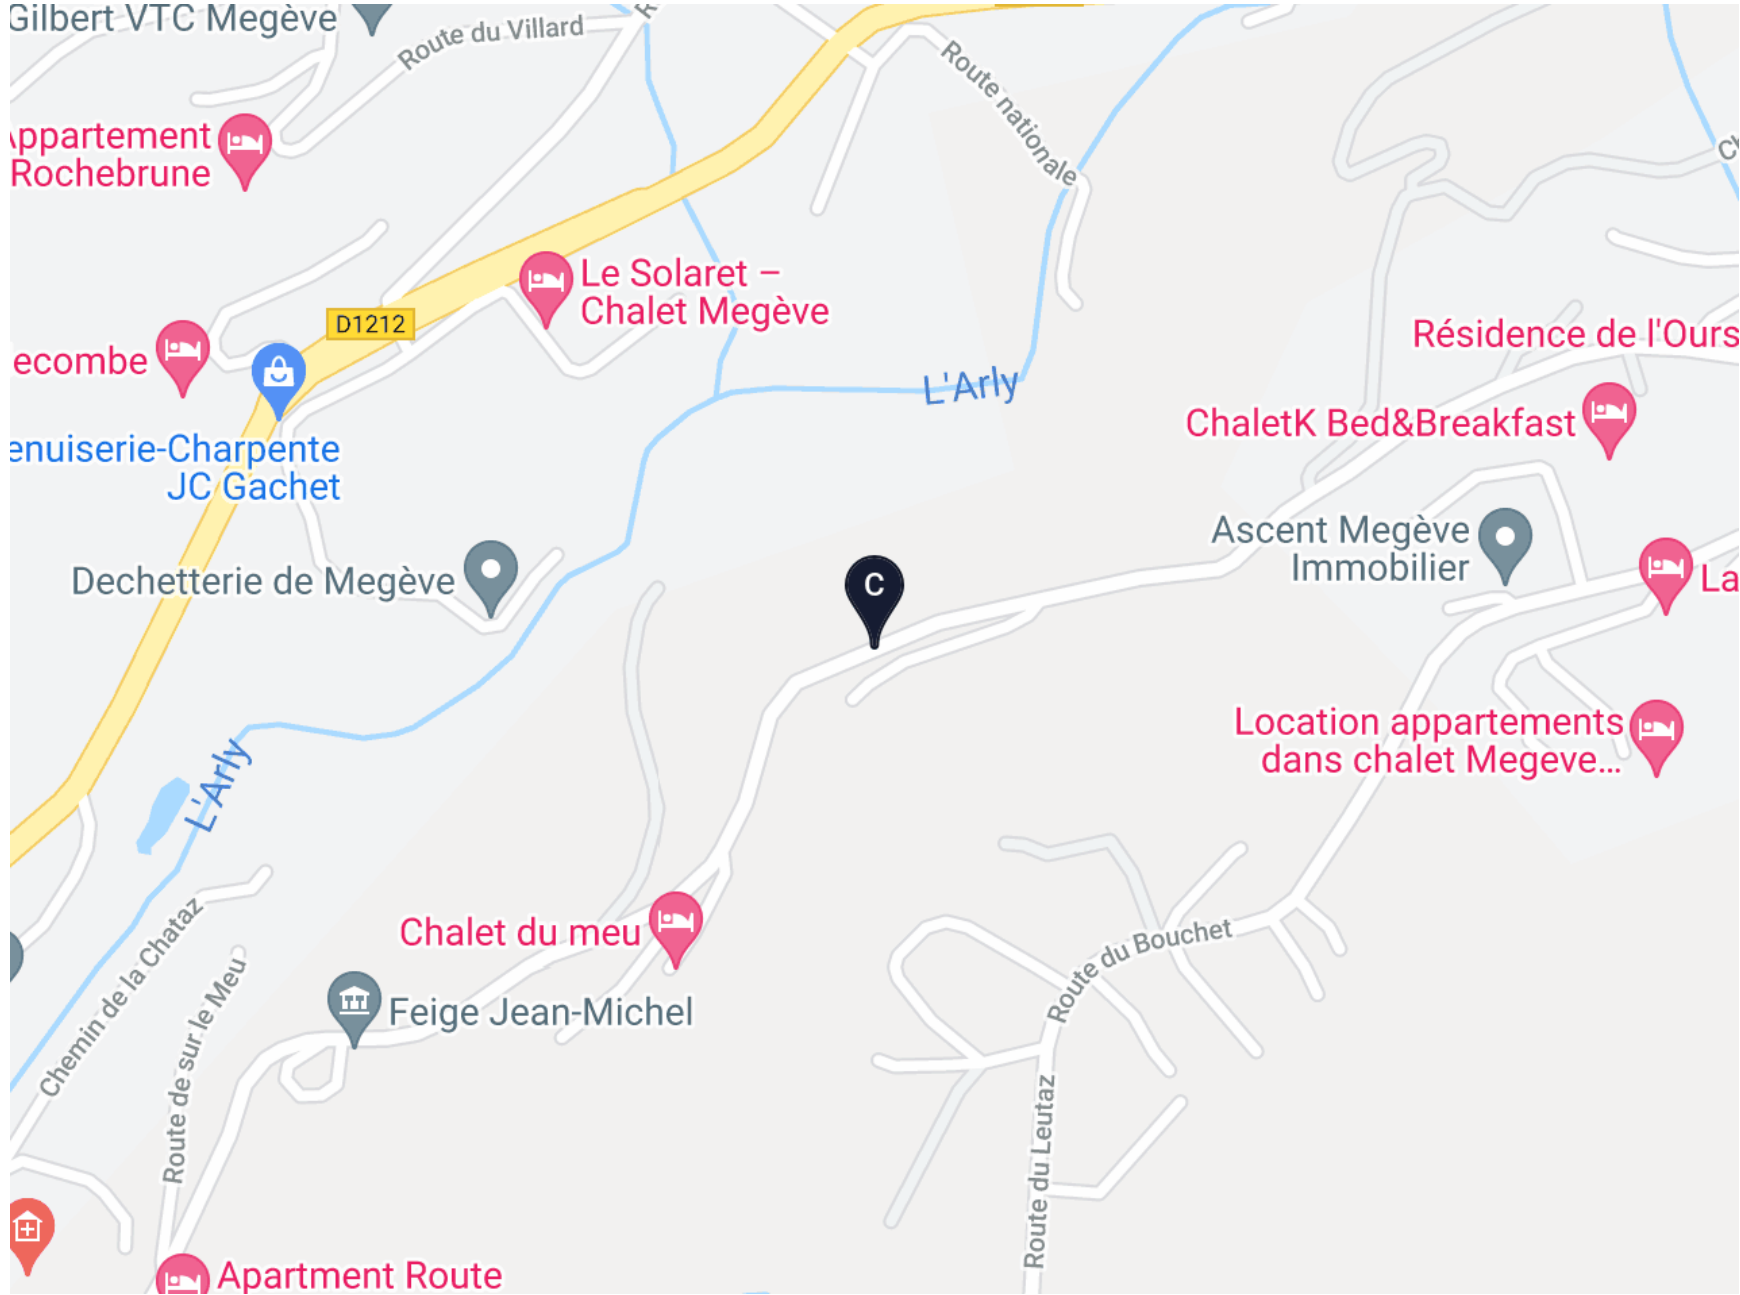 Gilbert VTC Megève
Route du Villard
R
Route nationale
Appartement
Rochebrune
Ch
Le Solaret –
Chalet Megève
D1212
L'Arly
Résidence de l'Ours
ecombe
ChaletK Bed&Breakfast
enuiserie-Charpente
JC Gachet
Ascent Megève
Immobilier
Dechetterie de Megève
C
La
Location appartements
dans chalet Megeve...
L'Arly
Chemin de la Chataz
Chalet du meu
Route du Bouchet
Route de sur le Meu
Feige Jean-Michel
Route du Leutaz
Apartment Route